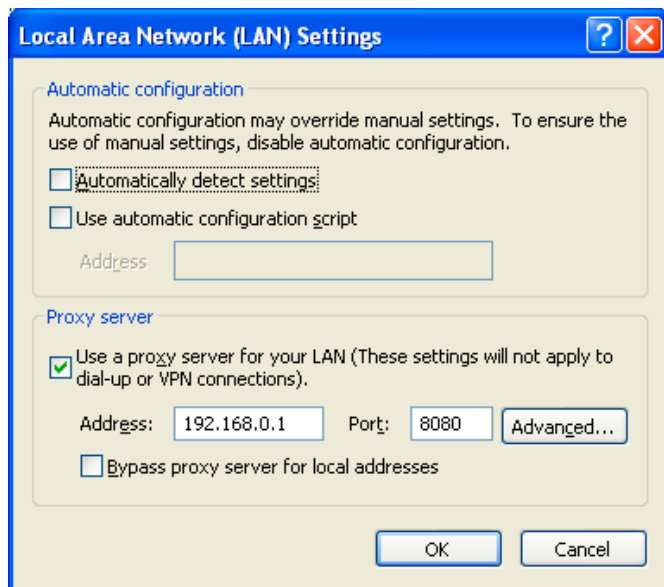 Local Area Network (LAN) Settings
Automatic configuration
Automatic configuration may override manual settings. To ensure the
use of manual settings, disable automatic configuration.
Automatically detect settings
Use automatic configuration script
Address
Proxy server
Use a proxy server for your LAN (These settings will not apply to
dial-up or VPN connections).
Address: 192.168.0.1 Port: 8080 Advanced...
Bypass proxy server for local addresses
OK Cancel